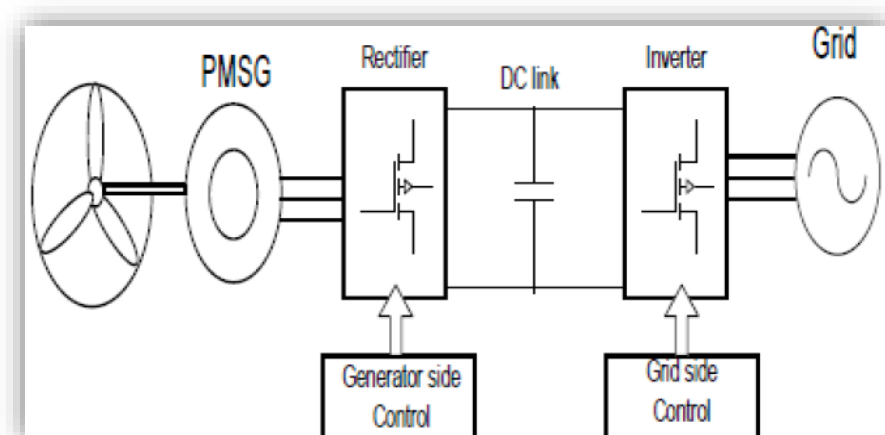 PMSG
Rectifier
DC link
Inverter
Grid
Generator side
Control
Grid side
Control